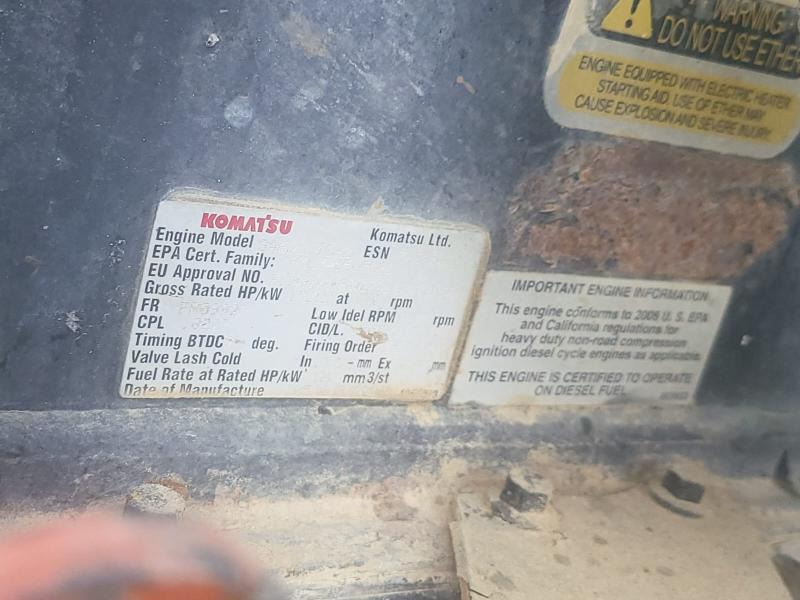 WARNING
DO NOT USE ETHER
ENGINE EQUIPPED WITH ELECTRIC HEATER
STARTING AID. USE OF ETHER MAY
CAUSE EXPLOSION AND SEVERE INJURY
KOMATSU
Engine Model Komatsu Ltd.
EPA Cert. Family: ESN
EU Approval NO.
Gross Rated HP/kW at rpm
FR Low Idel RPM rpm
CPL CID/L.
Timing BTDC deg. Firing Order
Valve Lash Cold In - mm Ex mm
Fuel Rate at Rated HP/kW mm3/st
Date of Manufacture
IMPORTANT ENGINE INFORMATION
This engine conforms to 2008 U. S. EPA
and California regulations for
heavy duty non-road compression
ignition diesel cycle engines as applicable.
THIS ENGINE IS CERTIFIED TO OPERATE
ON DIESEL FUEL